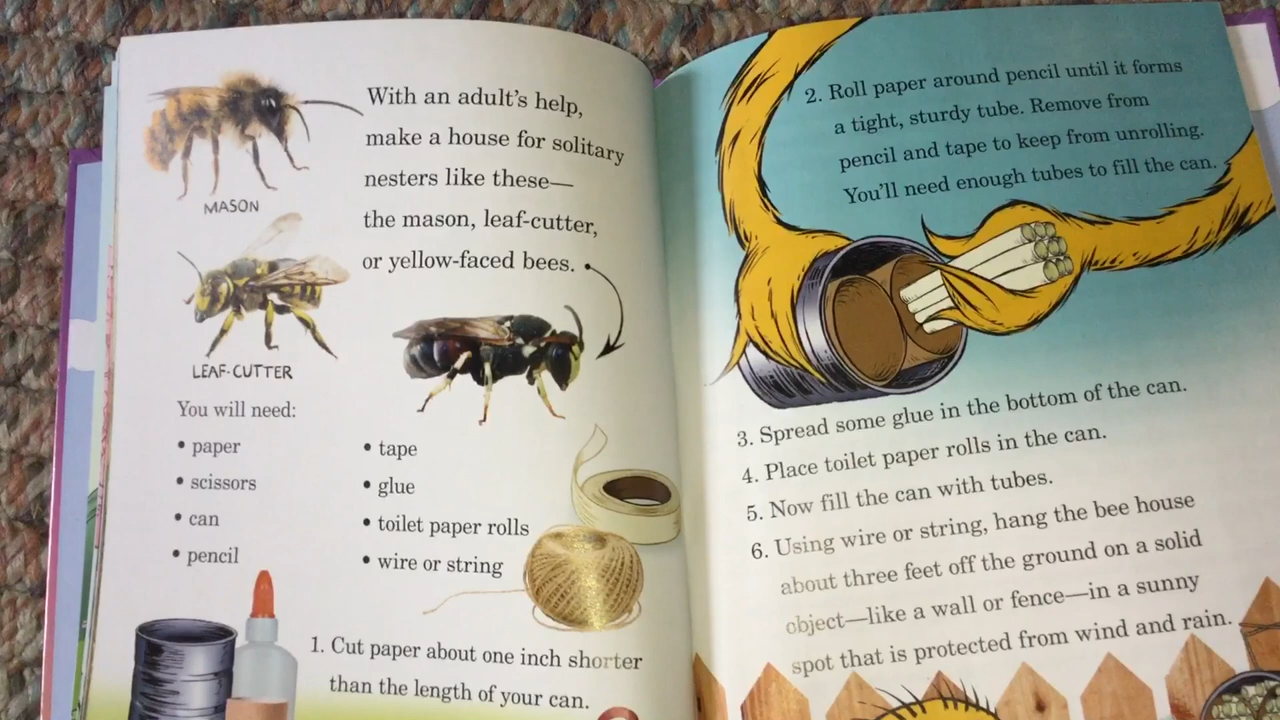 With an adult's help,
make a house for solitary
nesters like these—
the mason, leaf-cutter,
or yellow-faced bees.
MASON
LEAF-CUTTER
You will need:
• paper
• scissors
• can
• pencil
• tape
• glue
• toilet paper rolls
• wire or string
1. Cut paper about one inch shorter
than the length of your can.
2. Roll paper around pencil until it forms
a tight, sturdy tube. Remove from
pencil and tape to keep from unrolling.
You'll need enough tubes to fill the can.
3. Spread some glue in the bottom of the can.
4. Place toilet paper rolls in the can.
5. Now fill the can with tubes.
6. Using wire or string, hang the bee house
about three feet off the ground on a solid
object—like a wall or fence—in a sunny
spot that is protected from wind and rain.